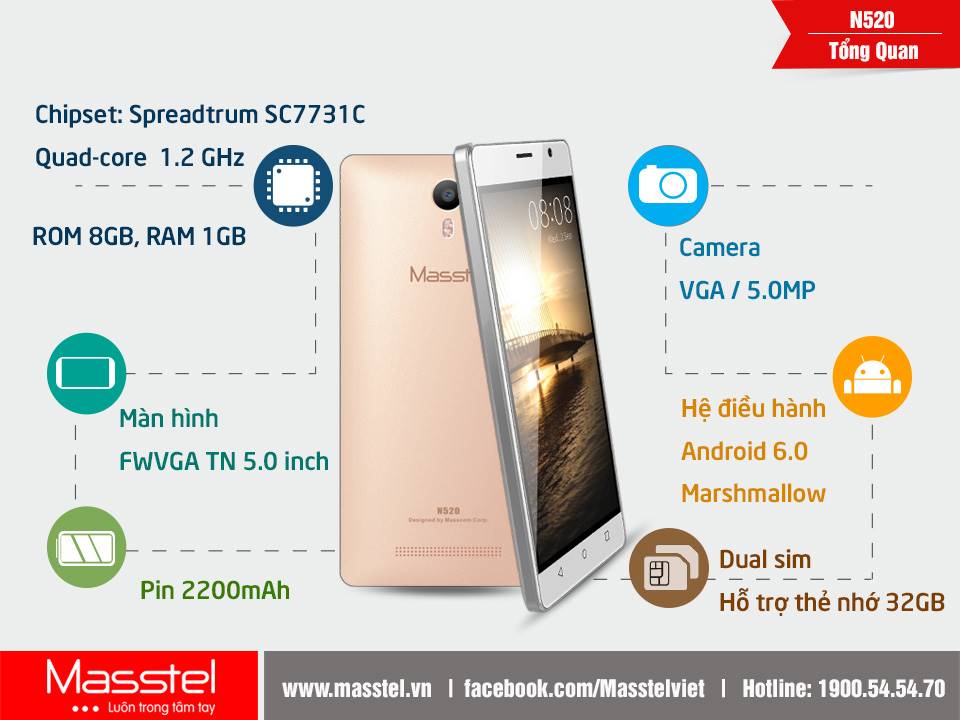 N520
Tổng Quan
Chipset: Spreadtrum SC7731C
Quad-core 1.2 GHz
ROM 8GB, RAM 1GB
Màn hình
FWVGA TN 5.0 inch
Pin 2200mAh
Camera
VGA / 5.0MP
Hệ điều hành
Android 6.0
Marshmallow
Dual sim
Hỗ trợ thẻ nhớ 32GB
Masst
N520
Designed by Masscom Corp.
08:08
Masstel
Luôn trong tầm tay
www.masstel.vn | facebook.com/Masstelviet | Hotline: 1900.54.54.70